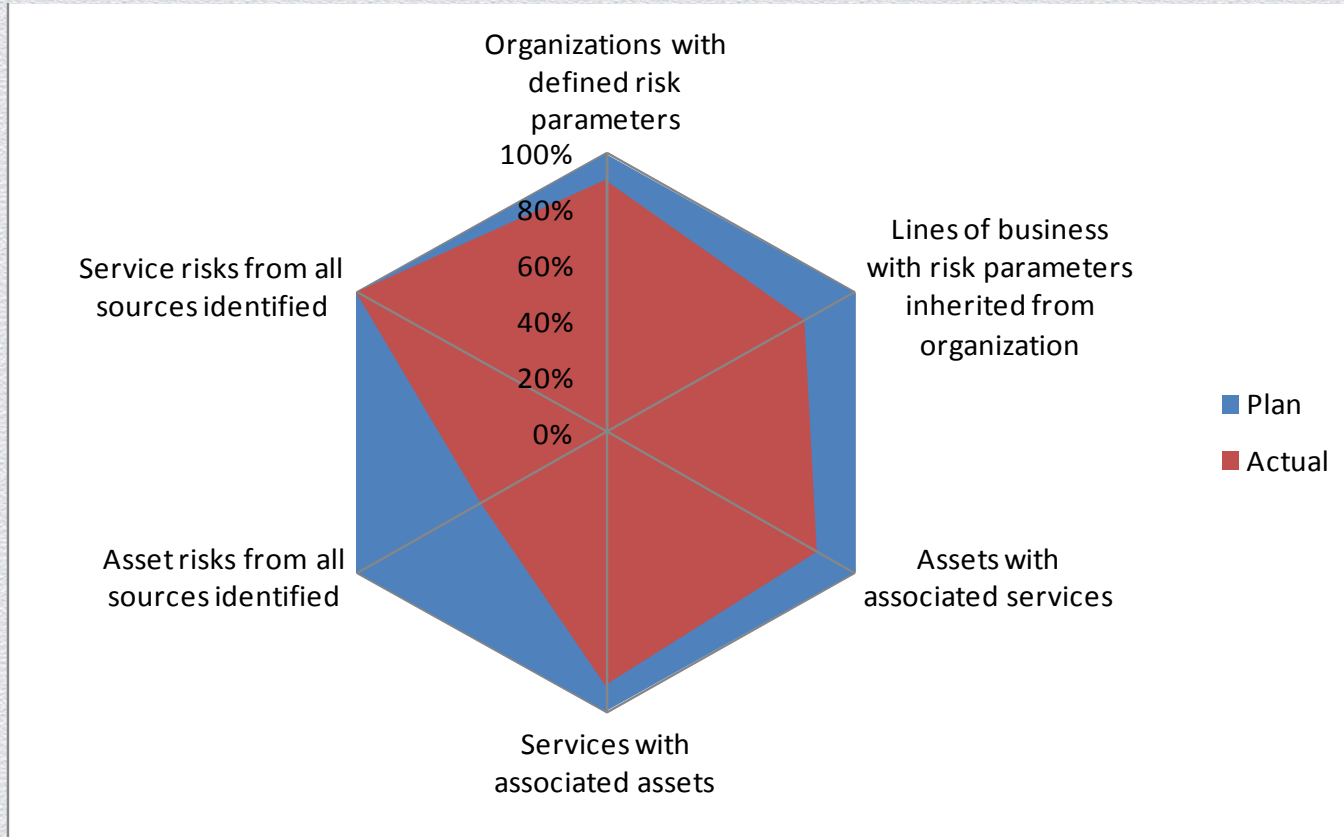 Organizations with
defined risk
parameters
100%
80%
60%
40%
20%
0%
Lines of business
with risk parameters
inherited from
organization
Assets with
associated services
Services with
associated assets
Asset risks from all
sources identified
Service risks from all
sources identified
Plan
Actual